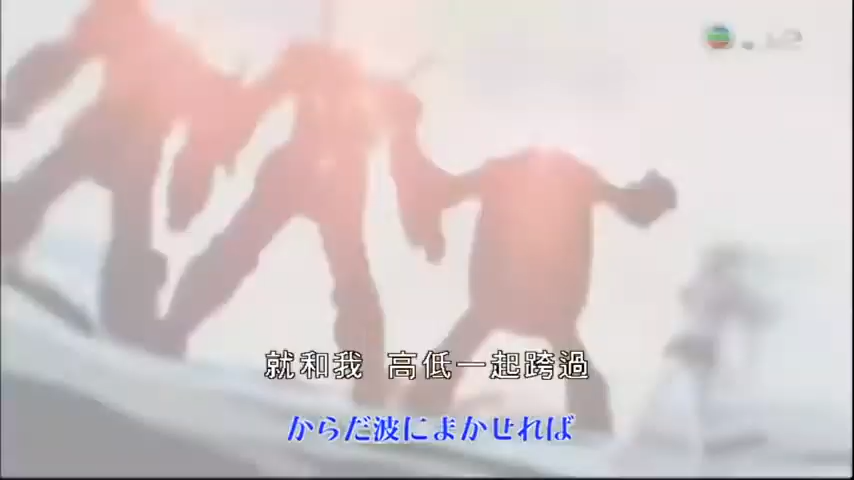 就和我 高低一起跨過
からだ波にまかせれば